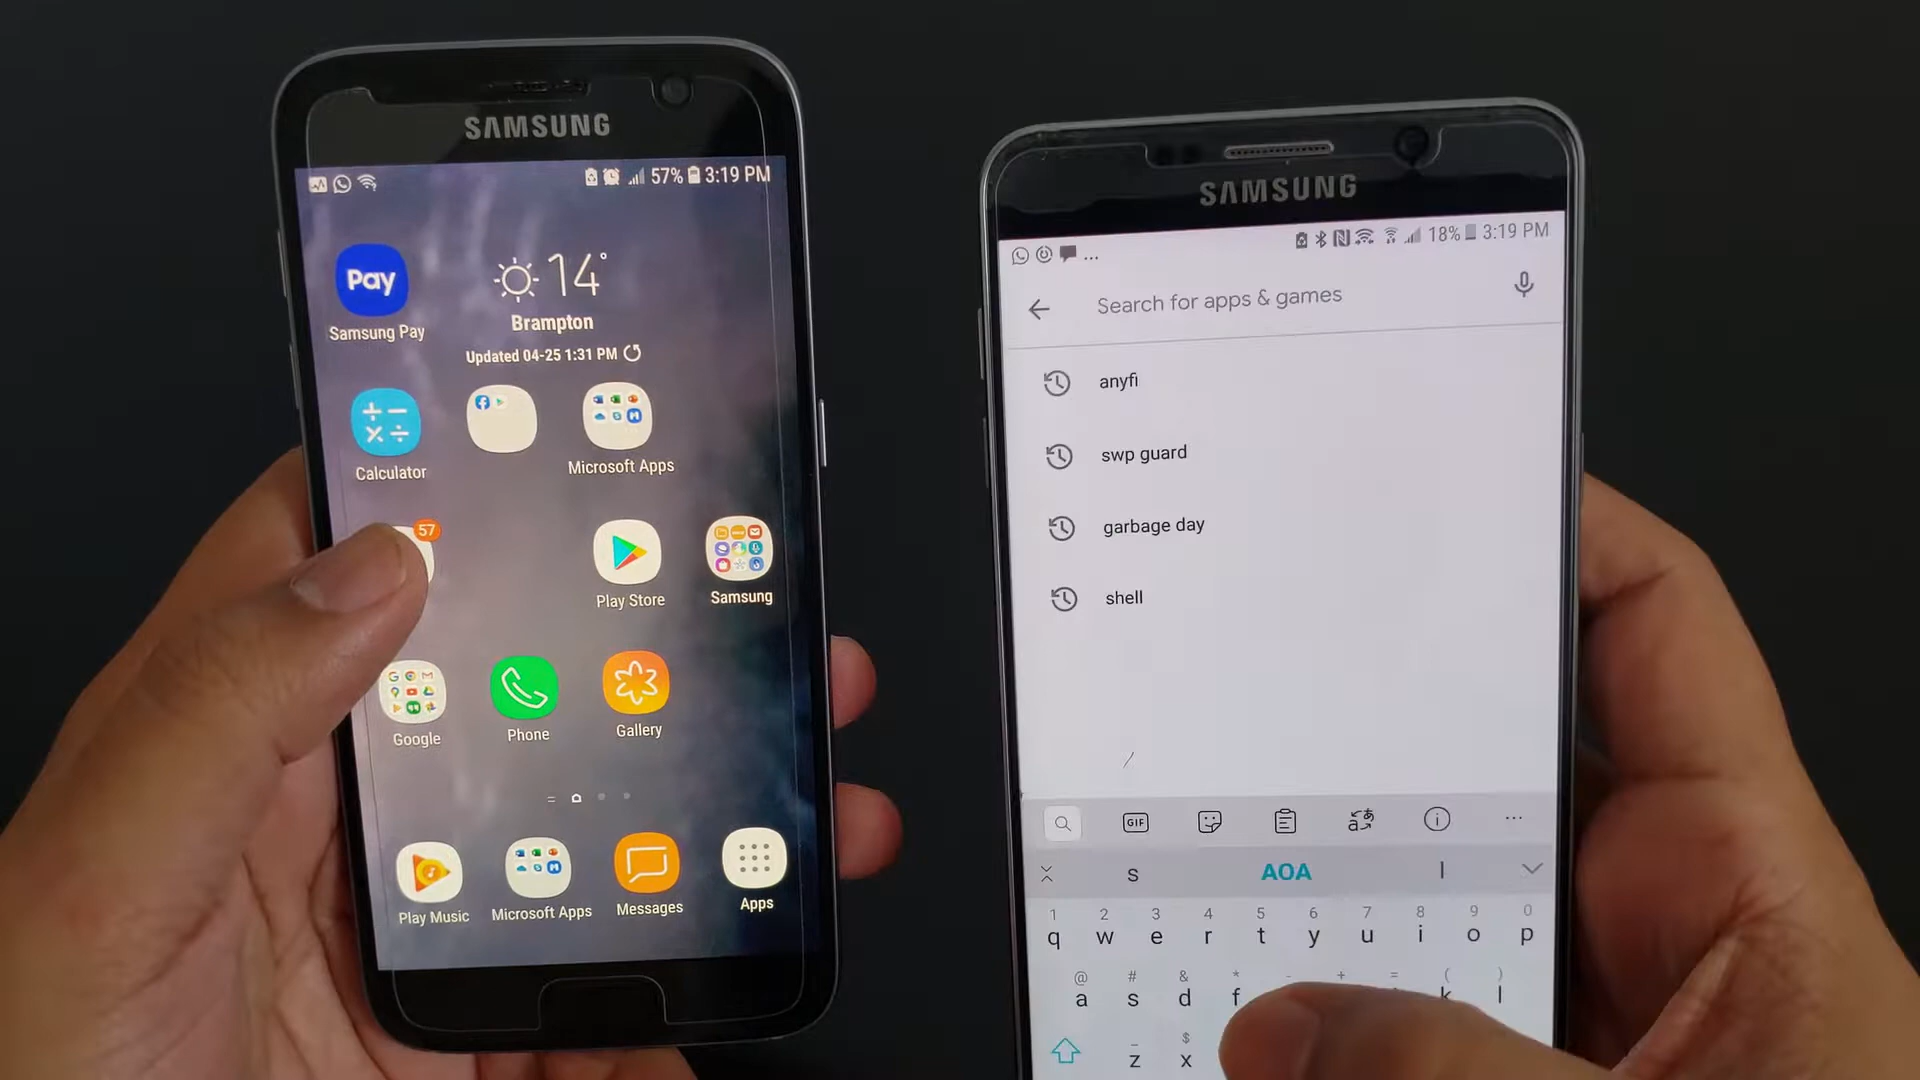 SAMSUNG
57% 3:19 PM
Pay
Samsung Pay
14°
Brampton
Updated 04-25 1:31 PM
Calculator
Microsoft Apps
57
Play Store
Samsung
Google
Phone
Gallery
Play Music
Microsoft Apps
Messages
Apps
SAMSUNG
18% 3:19 PM
Search for apps & games
anyfi
swp guard
garbage day
shell
GIF
s AOA I
1 2 3 4 5 6 7 8 9 0
q w e r t y u i o p
@ # & * - + = ( )
a s d f k l
_ $
z x